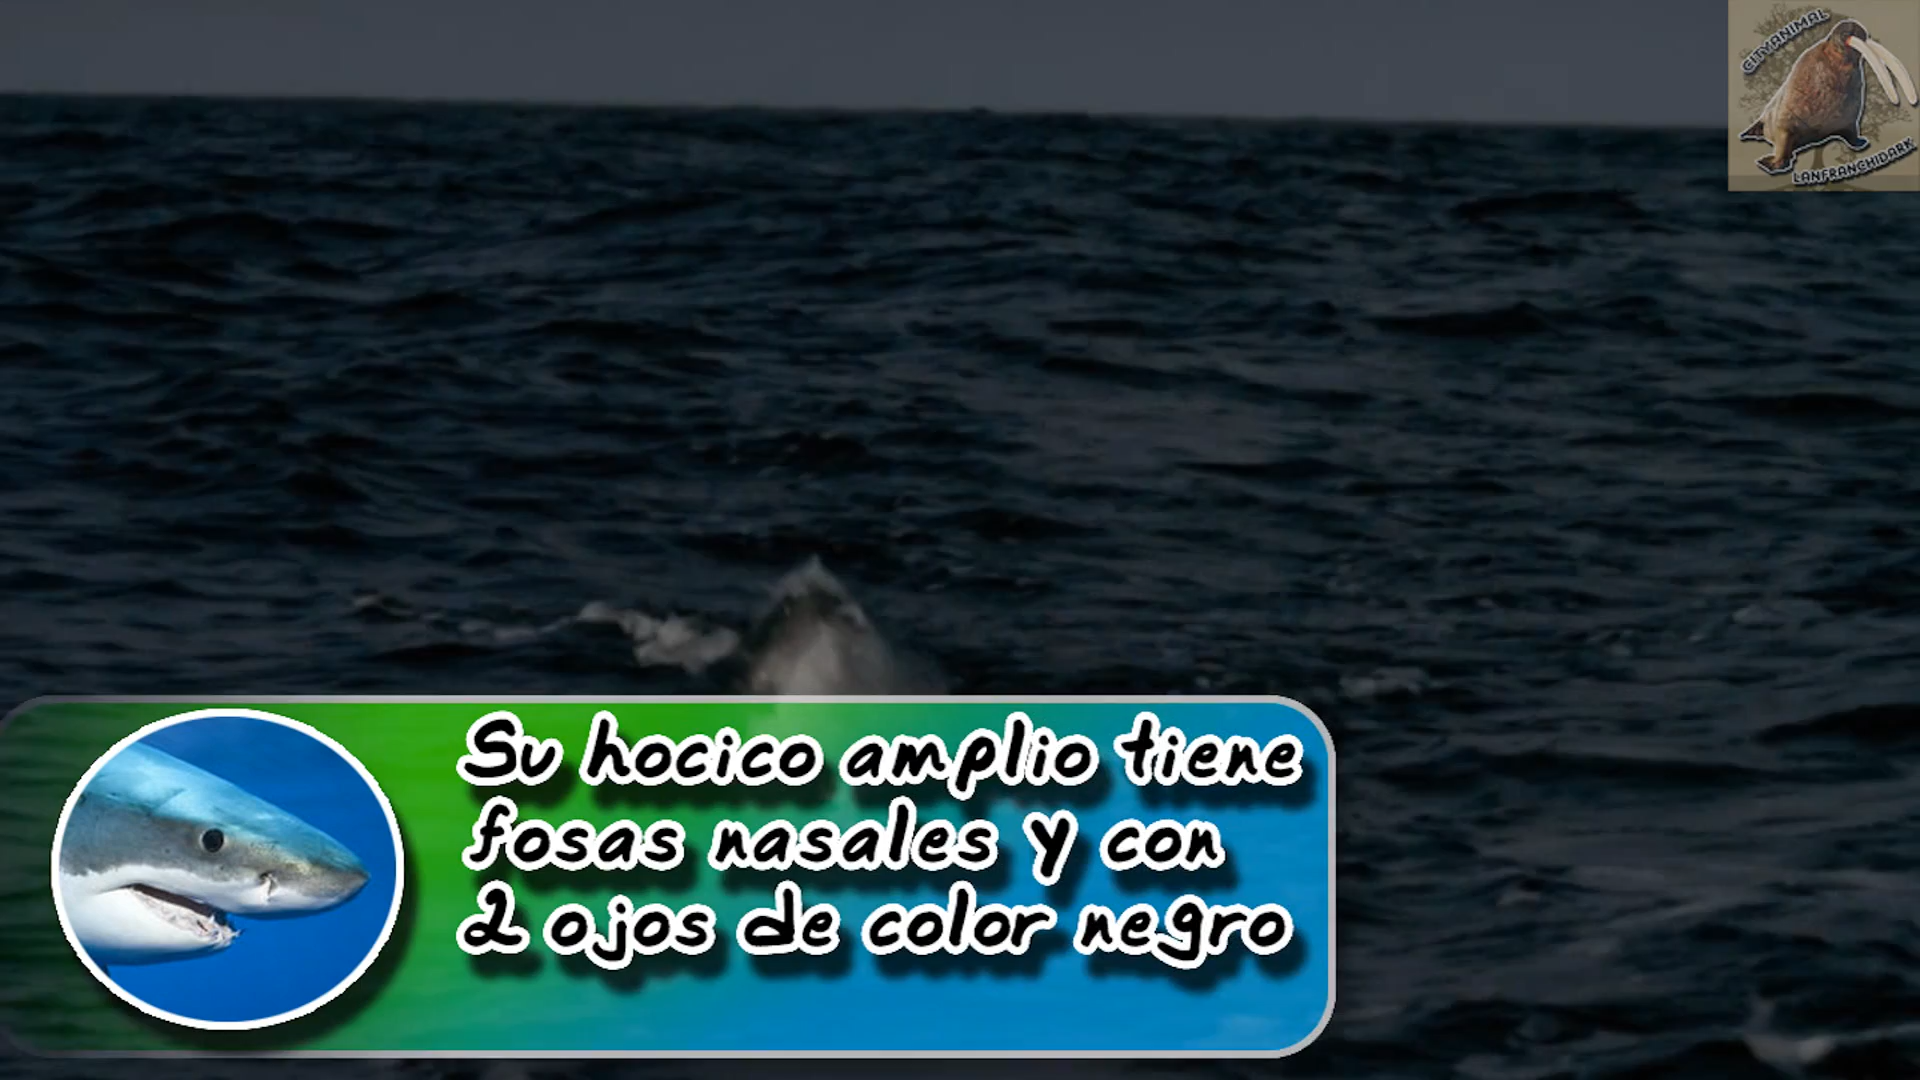 CITYANIMAL
LANFRANCHIDARK
Su hocico amplio tiene
fosas nasales y con
2 ojos de color negro